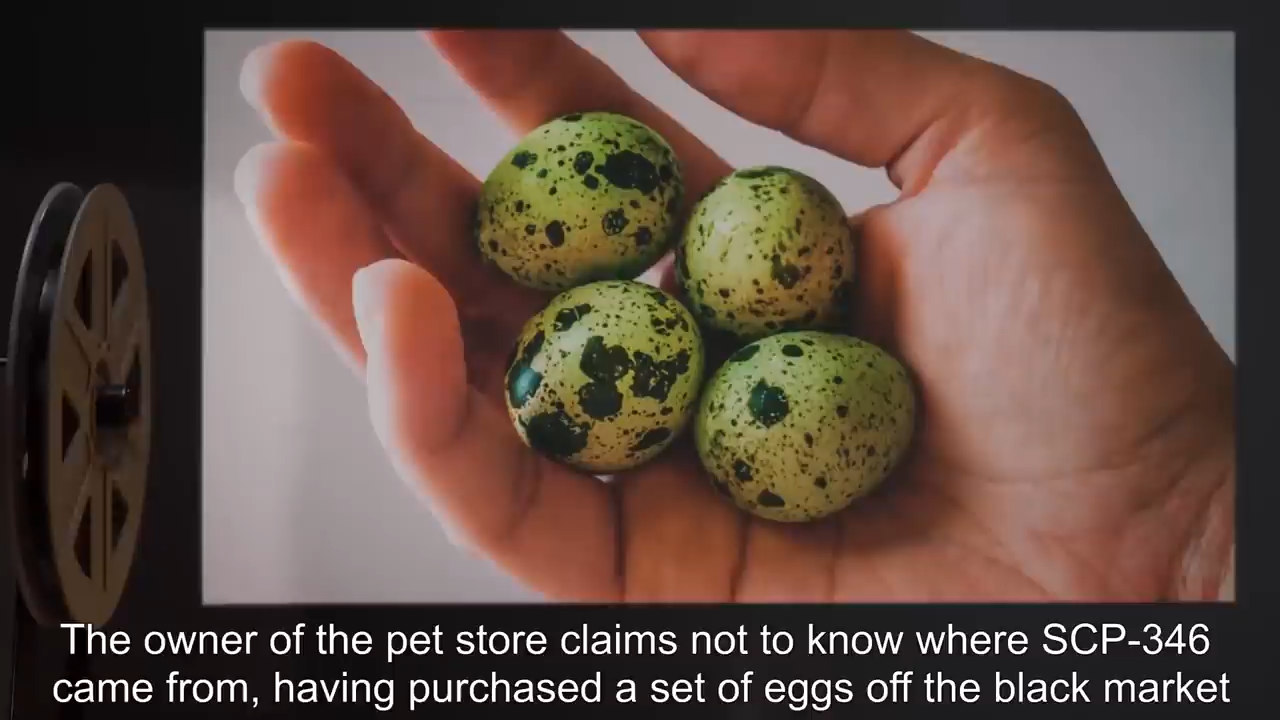 The owner of the pet store claims not to know where SCP-346
came from, having purchased a set of eggs off the black market